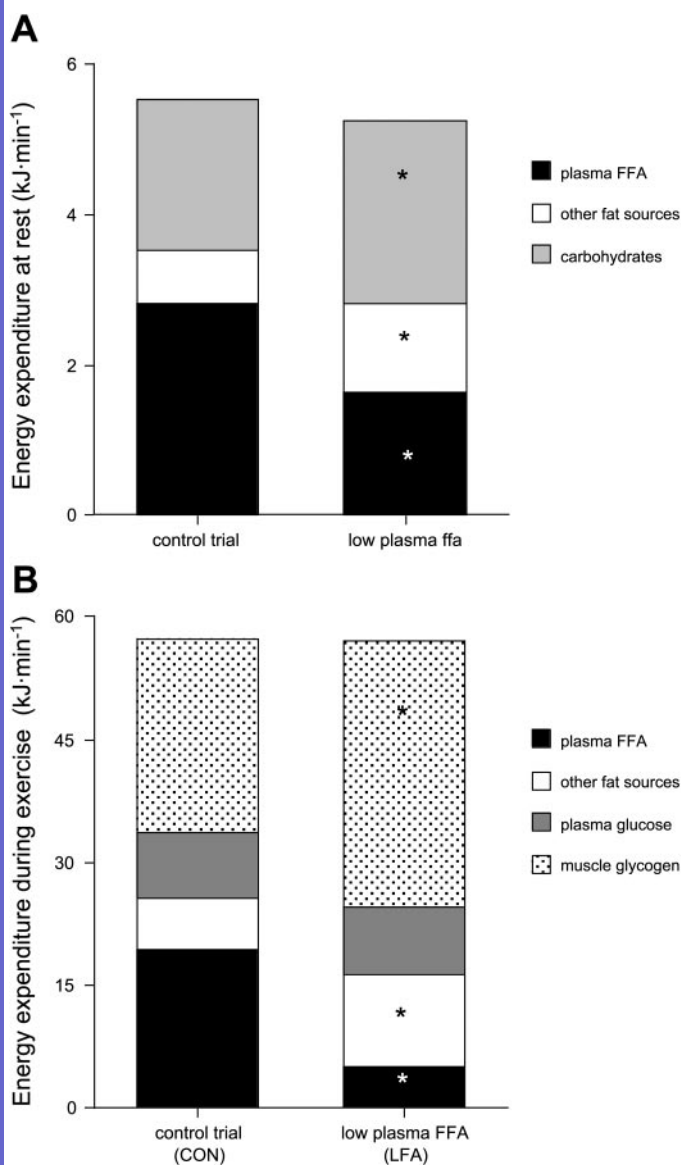 A
Energy expenditure at rest (kJ·min⁻¹)
6
4
2
0
*
*
*
control trial
low plasma ffa
plasma FFA
other fat sources
carbohydrates
B
Energy expenditure during exercise (kJ·min⁻¹)
60
45
30
15
0
*
*
*
control trial
(CON)
low plasma FFA
(LFA)
plasma FFA
other fat sources
plasma glucose
muscle glycogen